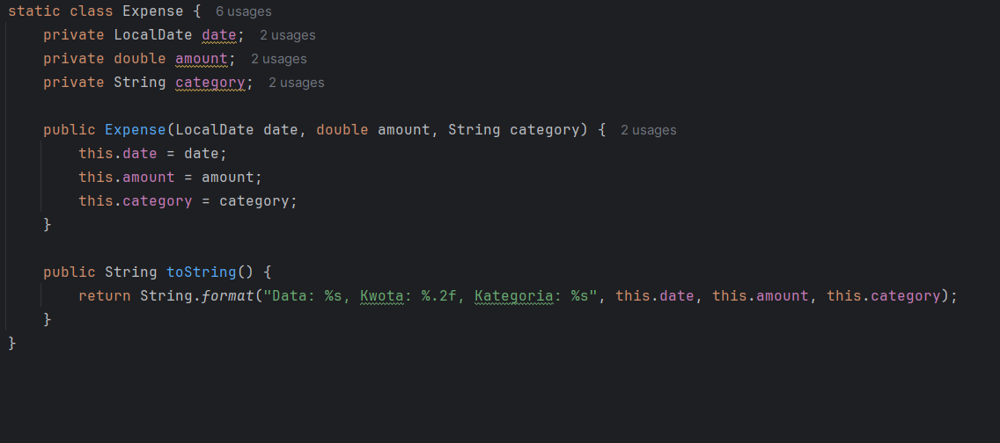 static class Expense { 6 usages
    private LocalDate date; 2 usages
    private double amount; 2 usages
    private String category; 2 usages
    public Expense(LocalDate date, double amount, String category) { 2 usages
        this.date = date;
        this.amount = amount;
        this.category = category;
    }
    public String toString() {
        return String.format("Data: %s, Kwota: %.2f, Kategoria: %s", this.date, this.amount, this.category);
    }
}